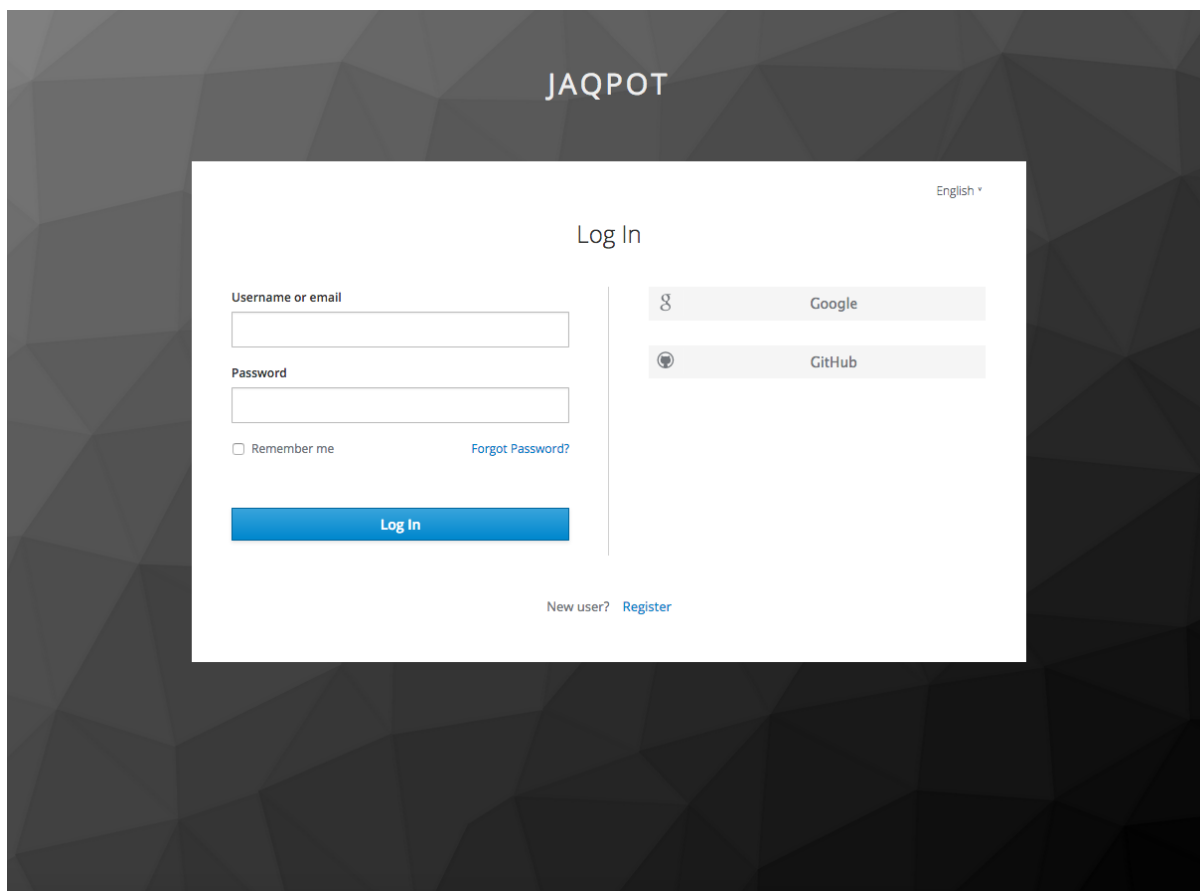 JAQPOT
English
Log In
Username or email
Password
Remember me
Forgot Password?
Log In
Google
GitHub
New user? Register